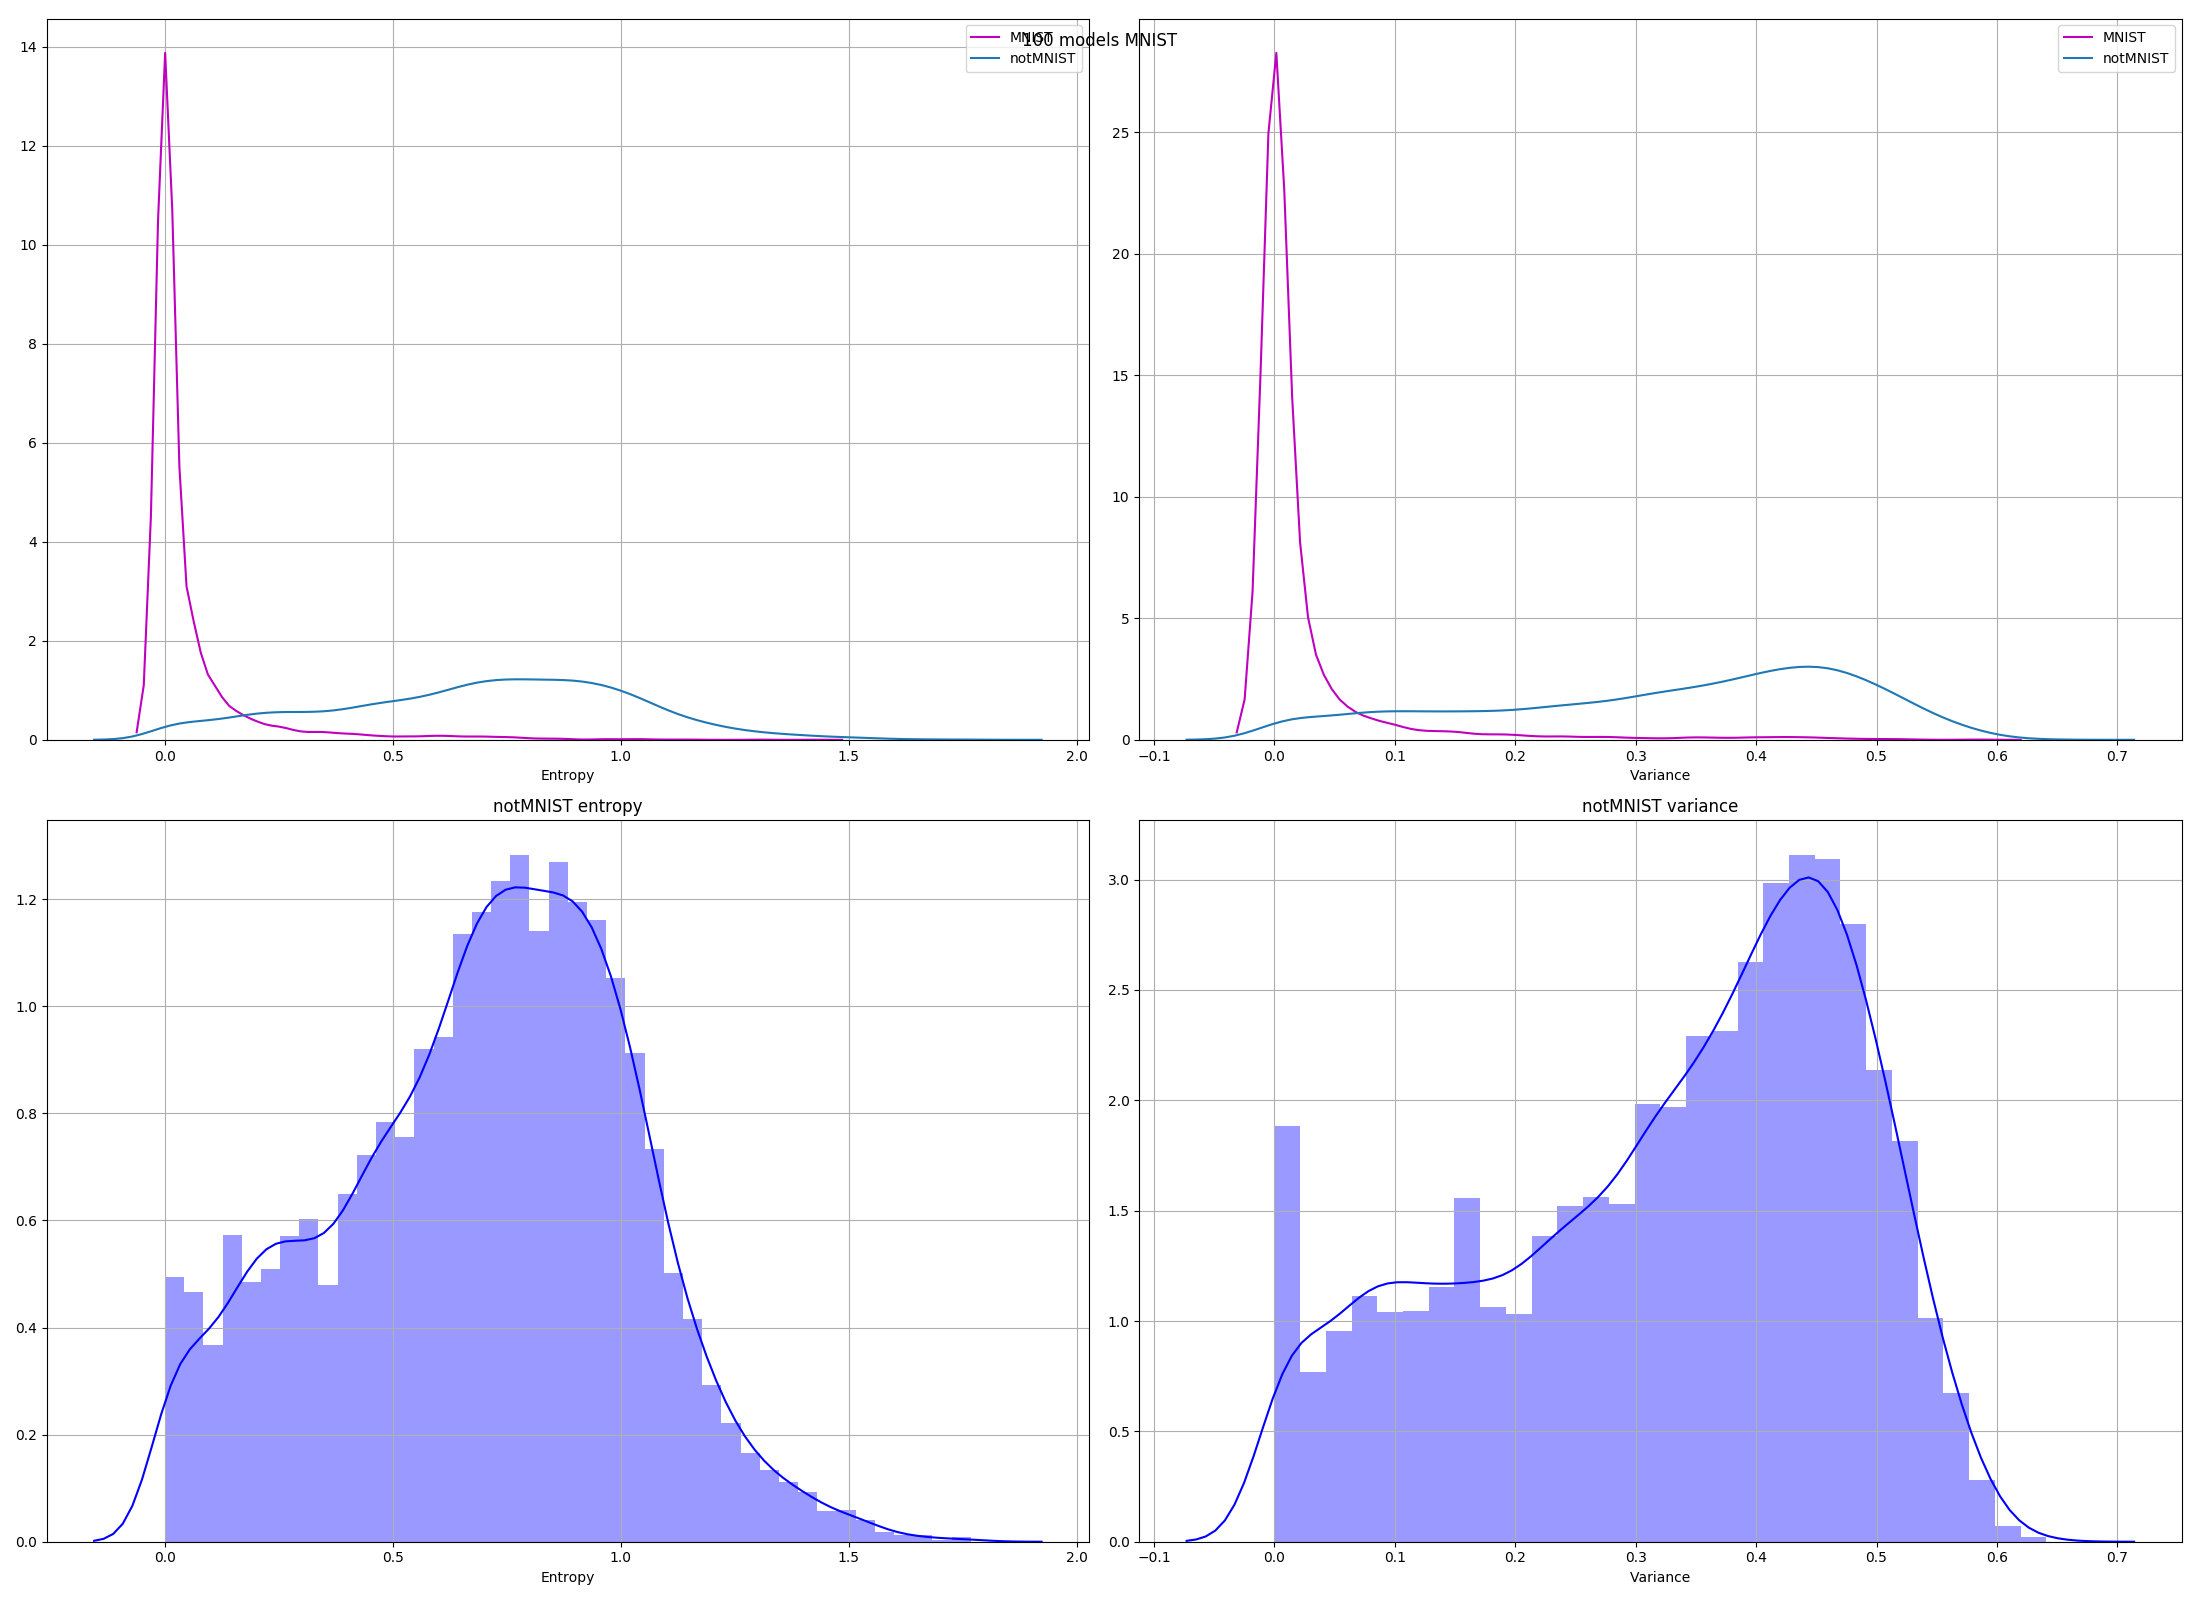 100 models MNIST
14
12
10
8
6
4
2
0
0.0 0.5 1.0 1.5 2.0
Entropy
MNIST
notMNIST
25
20
15
10
5
0
−0.1 0.0 0.1 0.2 0.3 0.4 0.5 0.6 0.7
Variance
MNIST
notMNIST
notMNIST entropy
1.2
1.0
0.8
0.6
0.4
0.2
0.0
0.0 0.5 1.0 1.5 2.0
Entropy
notMNIST variance
3.0
2.5
2.0
1.5
1.0
0.5
0.0
−0.1 0.0 0.1 0.2 0.3 0.4 0.5 0.6 0.7
Variance